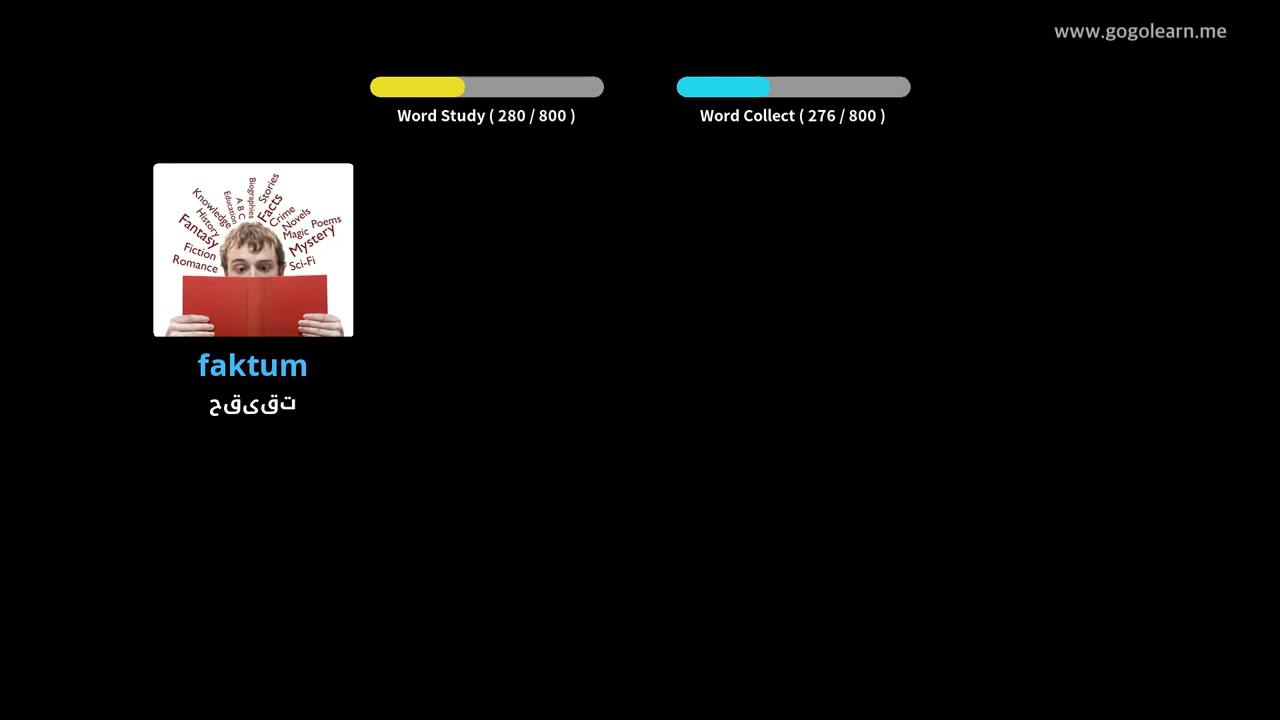 www.gogolearn.me
Word Study ( 280 / 800 )
Word Collect ( 276 / 800 )
Romance
Fiction
Fantasy
History
Knowledge
Education
A B C
Biographies
Stories
Facts
Crime
Novels
Magic
Poems
Mystery
Sci-Fi
faktum
تقیقح